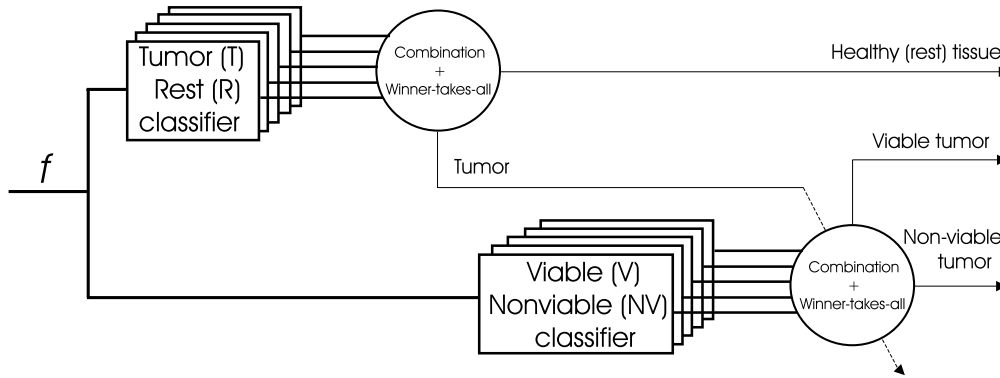 Tumor (T)
Rest (R)
classifier
Combination
+
Winner-takes-all
Healthy (rest) tissue
f
Tumor
Viable tumor
Viable (V)
Nonviable (NV)
classifier
Combination
+
Winner-takes-all
Non-viable
tumor